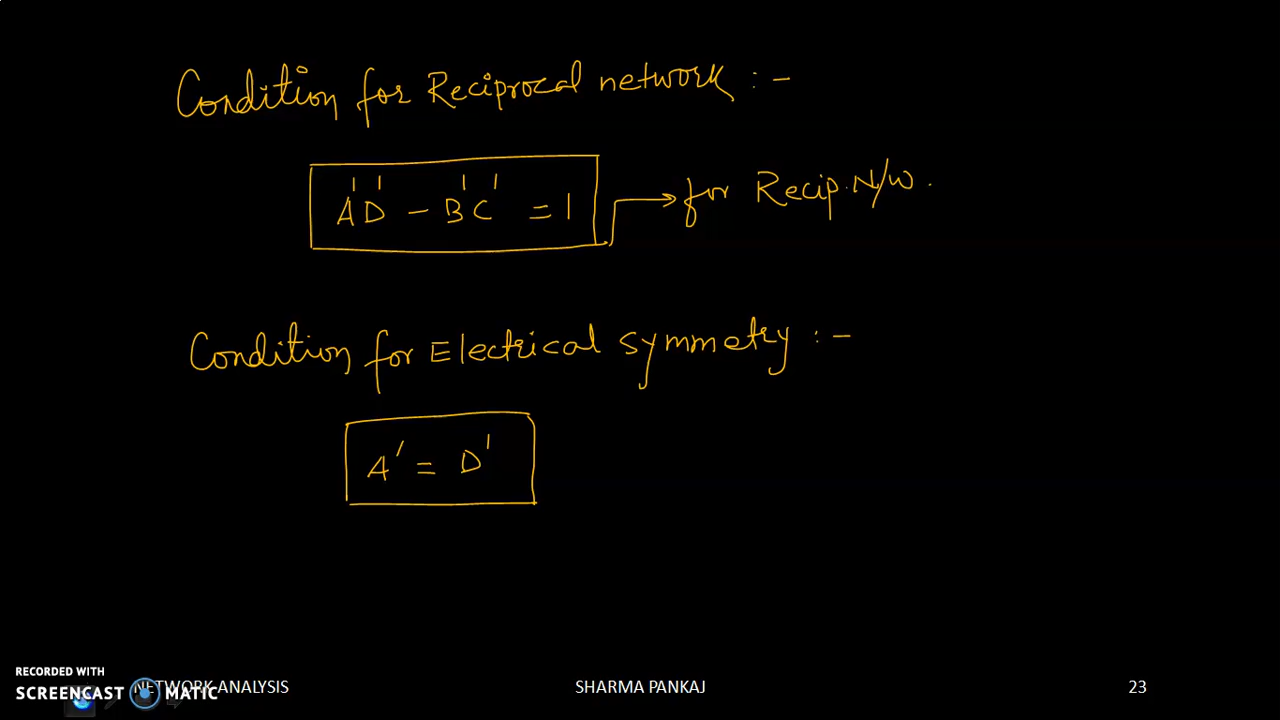 Condition for Reciprocal network :-
A'D' - B'C' = 1 → for Recip. N/W.
Condition for Electrical symmetry :-
A' = D'
RECORDED WITH
SCREENCAST MATIC
NETWORK ANALYSIS
SHARMA PANKAJ
23